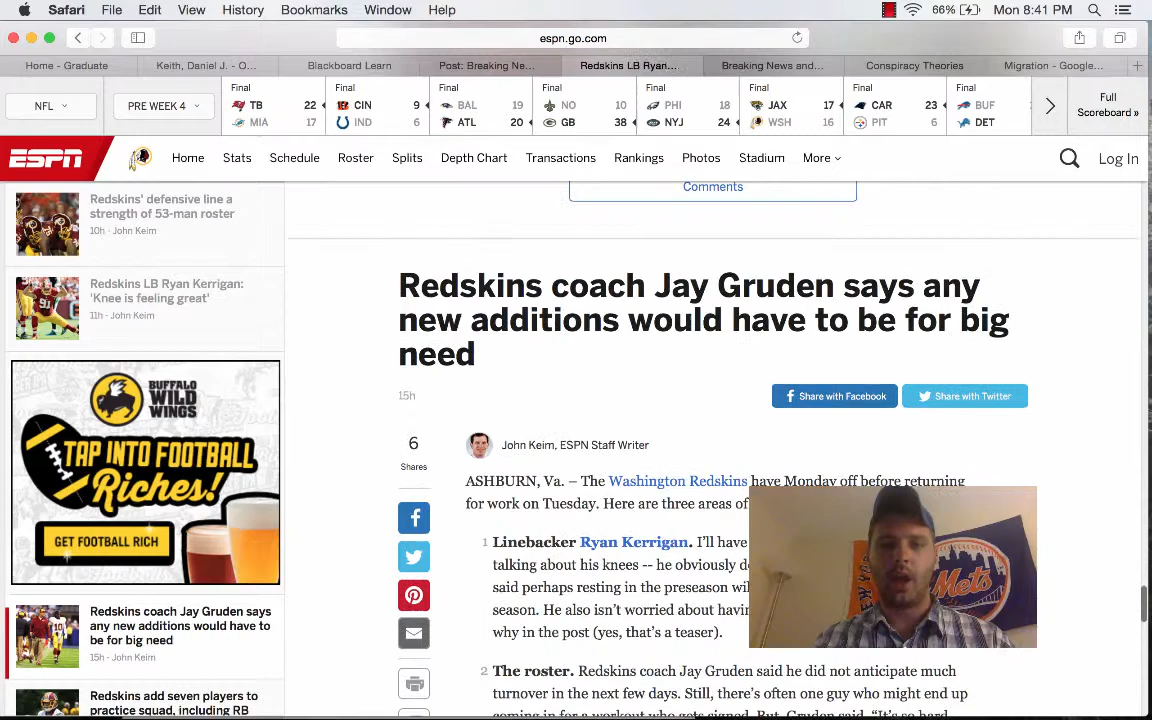 Safari File Edit View History Bookmarks Window Help 66% Mon 8:41 PM
espn.go.com
Home - Graduate Keith, Daniel J. - O... Blackboard Learn Post: Breaking Ne... Redskins LB Ryan... Breaking News and... Conspiracy Theories Migration - Google...
NFL PRE WEEK 4
Final Final Final Final Final Final Final Final
TB 22 CIN 9 BAL 19 NO 10 PHI 18 JAX 17 CAR 23 BUF
MIA 17 IND 6 ATL 20 GB 38 NYJ 24 WSH 16 PIT 6 DET
Full
Scoreboard »
ESPN Home Stats Schedule Roster Splits Depth Chart Transactions Rankings Photos Stadium More Log In
Redskins' defensive line a
strength of 53-man roster
10h - John Keim
Redskins LB Ryan Kerrigan:
'Knee is feeling great'
11h - John Keim
BUFFALO
WILD
WINGS
TAP INTO FOOTBALL
Riches!
GET FOOTBALL RICH
Redskins coach Jay Gruden says
any new additions would have to
be for big need
15h - John Keim
Redskins add seven players to
practice squad, including RB
Comments
Redskins coach Jay Gruden says any
new additions would have to be for big
need
15h
Share with Facebook Share with Twitter
6
Shares
John Keim, ESPN Staff Writer
ASHBURN, Va. – The Washington Redskins have Monday off before returning
for work on Tuesday. Here are three areas of
1 Linebacker Ryan Kerrigan. I'll have
talking about his knees -- he obviously
said perhaps resting in the preseason
season. He also isn't worried about
why in the post (yes, that's a teaser).
2 The roster. Redskins coach Jay Gruden said he did not anticipate much
turnover in the next few days. Still, there's often one guy who might end up
coming in for a workout who gets signed. But, Gruden said, "It's so hard
Mets